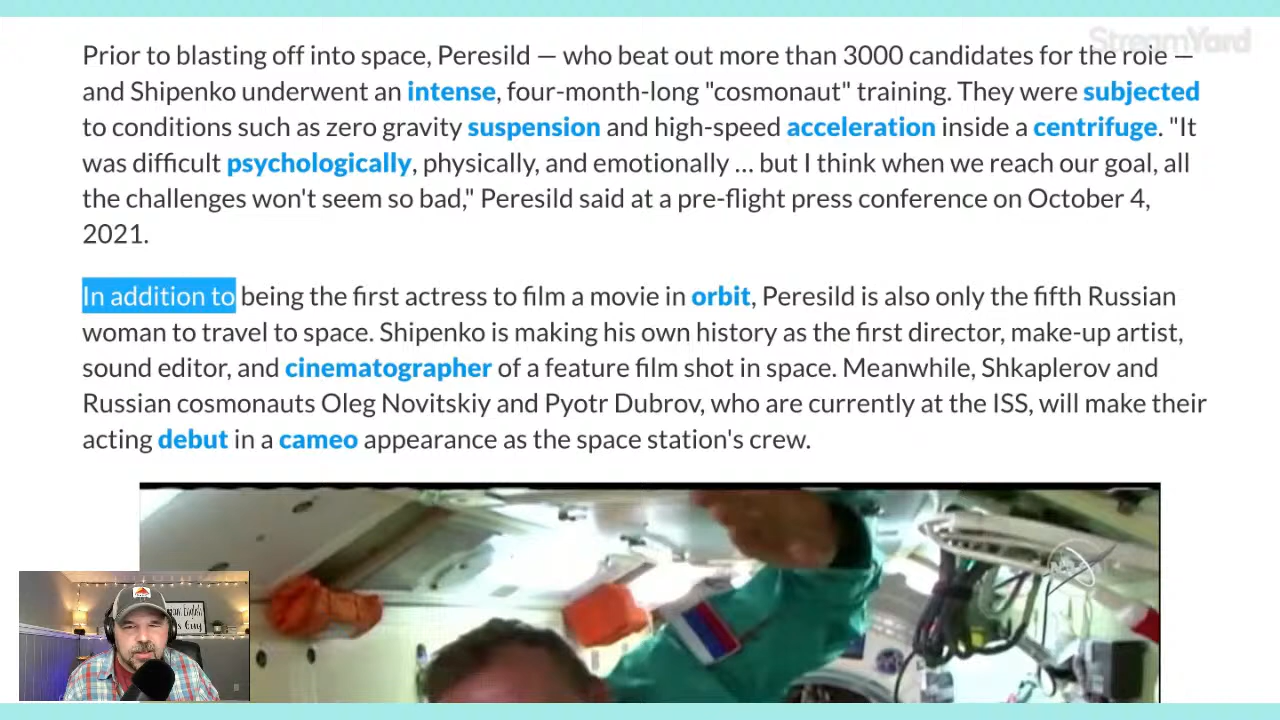 StreamYard
Prior to blasting off into space, Peresild — who beat out more than 3000 candidates for the role —
and Shipenko underwent an intense, four-month-long "cosmonaut" training. They were subjected
to conditions such as zero gravity suspension and high-speed acceleration inside a centrifuge. "It
was difficult psychologically, physically, and emotionally ... but I think when we reach our goal, all
the challenges won't seem so bad," Peresild said at a pre-flight press conference on October 4,
2021.
In addition to being the first actress to film a movie in orbit, Peresild is also only the fifth Russian
woman to travel to space. Shipenko is making his own history as the first director, make-up artist,
sound editor, and cinematographer of a feature film shot in space. Meanwhile, Shkaplerov and
Russian cosmonauts Oleg Novitskiy and Pyotr Dubrov, who are currently at the ISS, will make their
acting debut in a cameo appearance as the space station's crew.